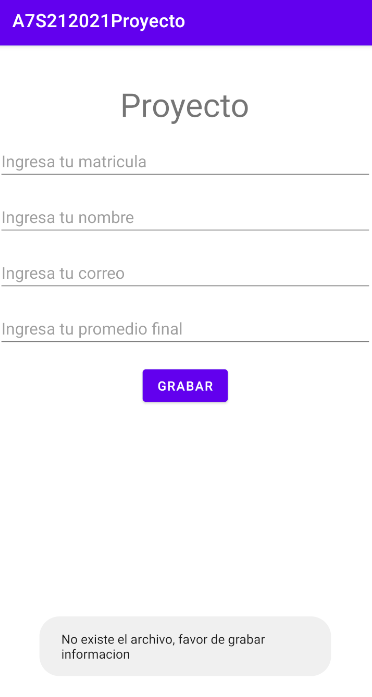 A7S212021Proyecto
Proyecto
Ingresa tu matricula
Ingresa tu nombre
Ingresa tu correo
Ingresa tu promedio final
GRABAR
No existe el archivo, favor de grabar
informacion